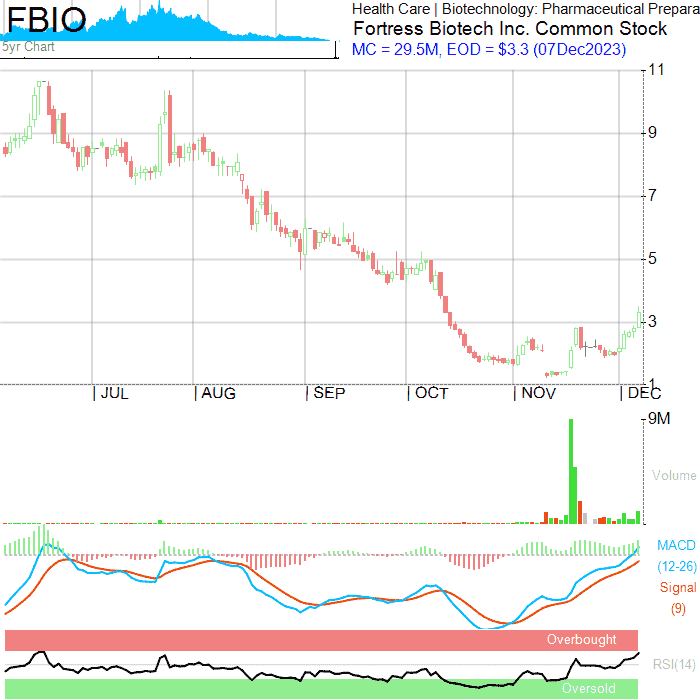 FBIO
5yr Chart
Health Care | Biotechnology: Pharmaceutical Prepara
Fortress Biotech Inc. Common Stock
MC = 29.5M, EOD = $3.3 (07Dec2023)
11
9
7
5
3
1
JUL
AUG
SEP
OCT
NOV
DEC
9M
Volume
MACD
(12-26)
Signal
(9)
Overbought
RSI(14)
Oversold